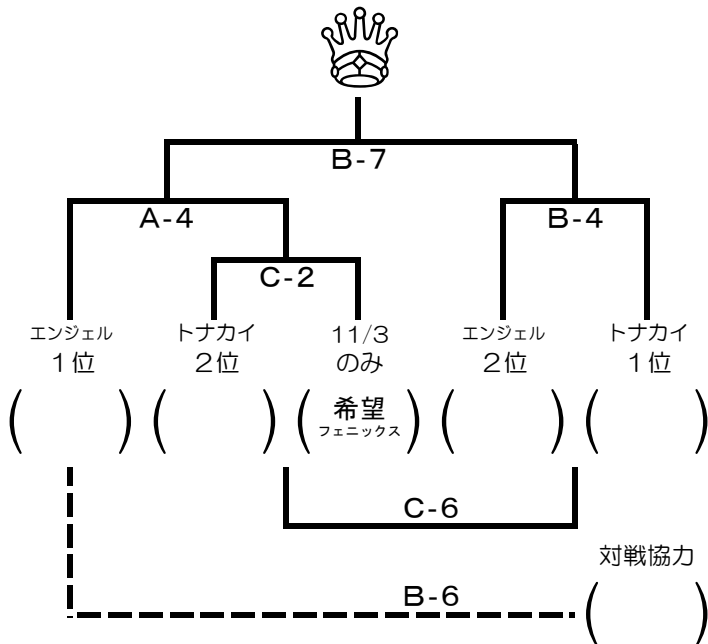 B-7
A-4
B-4
C-2
エンジェル
1位
トナカイ
2位
11/3
のみ
エンジェル
2位
トナカイ
1位
(　　　)
(　　　)
(希望
フェニックス)
(　　　)
(　　　)
C-6
対戦協力
B-6
(　　　)